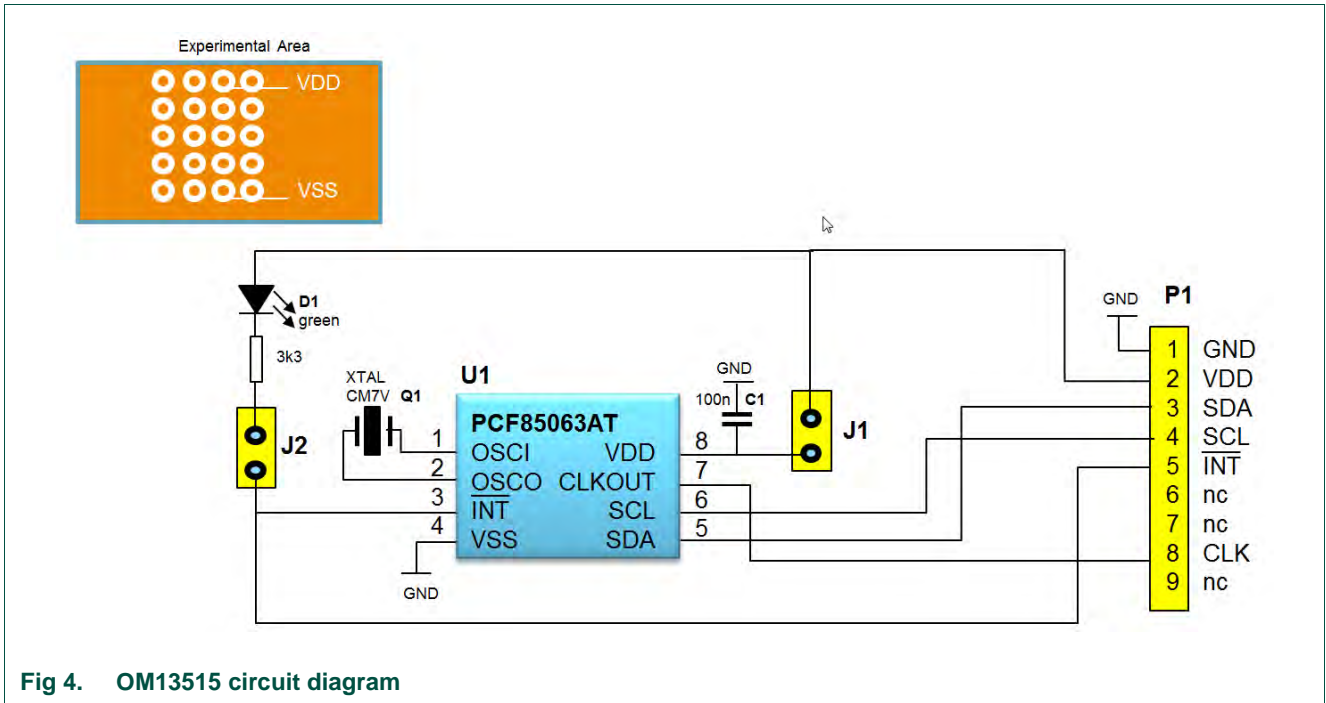 Experimental Area
VDD
VSS
D1
green
3k3
XTAL
CM7V Q1
J2
U1
PCF85063AT
1 OSCI
2 OSCO
3 INT
4 VSS
GND
VDD 8
CLKOUT 7
SCL 6
SDA 5
GND
100n C1
J1
GND
P1
1 GND
2 VDD
3 SDA
4 SCL
5 INT
6 nc
7 nc
8 CLK
9 nc
Fig 4. OM13515 circuit diagram